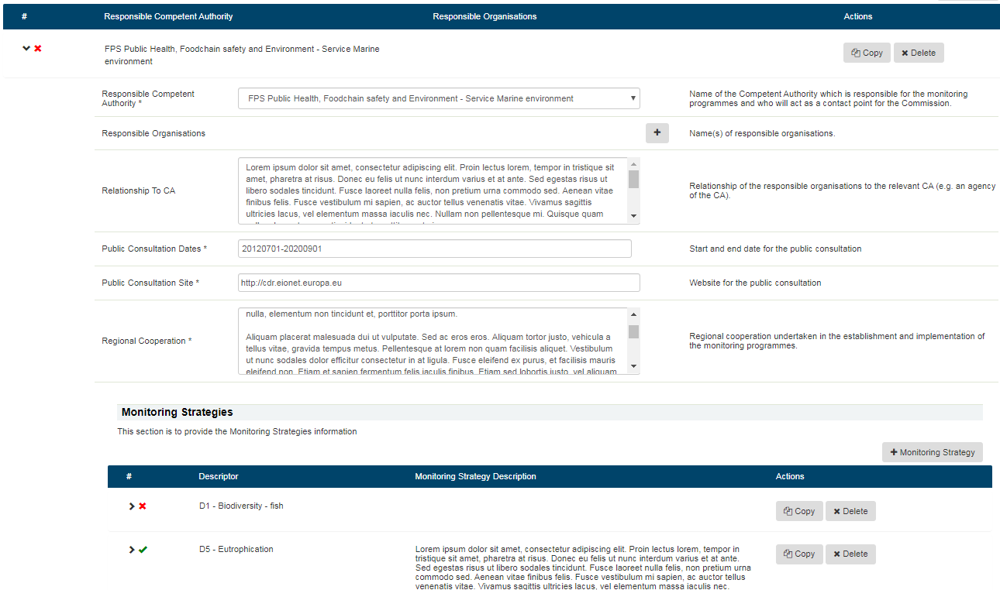 # Responsible Competent Authority Responsible Organisations Actions
FPS Public Health, Foodchain safety and Environment - Service Marine
environment
Copy Delete
Responsible Competent
Authority *
FPS Public Health, Foodchain safety and Environment - Service Marine environment
Name of the Competent Authority which is responsible for the monitoring
programmes and who will act as a contact point for the Commission.
Responsible Organisations
Name(s) of responsible organisations.
Relationship To CA
Lorem ipsum dolor sit amet, consectetur adipiscing elit. Proin lectus lorem, tempor in tristique sit
amet, pharetra at risus. Donec eu felis ut nunc interdum varius et at ante. Sed egestas risus ut
libero sodales tincidunt. Fusce laoreet nulla felis, non pretium urna commodo sed. Aenean vitae
finibus felis. Fusce vestibulum mi sapien, ac auctor tellus venenatis vitae. Vivamus sagittis
ultricies lacus, vel elementum massa iaculis nec. Nullam non pellentesque mi. Quisque quam
Relationship of the responsible organisations to the relevant CA (e.g. an agency
of the CA).
Public Consultation Dates *
20120701-20200901
Start and end date for the public consultation
Public Consultation Site *
http://cdr.eionet.europa.eu
Website for the public consultation
Regional Cooperation *
nulla, elementum non tincidunt et, porttitor porta ipsum.
Aliquam placerat malesuada dui ut vulputate. Sed ac eros eros. Aliquam tortor justo, vehicula a
tellus vitae, gravida tempus metus. Pellentesque at lorem non quam facilisis aliquet. Vestibulum
ut nunc sodales dolor efficitur consectetur in at ligula. Fusce eleifend ex purus, et facilisis mauris
eleifend non. Etiam et sapien fermentum felis iaculis finibus. Etiam sed lobortis justo, vel aliquam
Regional cooperation undertaken in the establishment and implementation of
the monitoring programmes.
Monitoring Strategies
This section is to provide the Monitoring Strategies information
Monitoring Strategy
# Descriptor Monitoring Strategy Description Actions
D1 - Biodiversity - fish
Copy Delete
D5 - Eutrophication
Lorem ipsum dolor sit amet, consectetur adipiscing elit. Proin lectus lorem, tempor in
tristique sit amet, pharetra at risus. Donec eu felis ut nunc interdum varius et at ante.
Sed egestas risus ut libero sodales tincidunt. Fusce laoreet nulla felis, non pretium urna
commodo sed. Aenean vitae finibus felis. Fusce vestibulum mi sapien, ac auctor tellus
venenatis vitae. Vivamus sagittis ultricies lacus, vel elementum massa iaculis nec.
Copy Delete